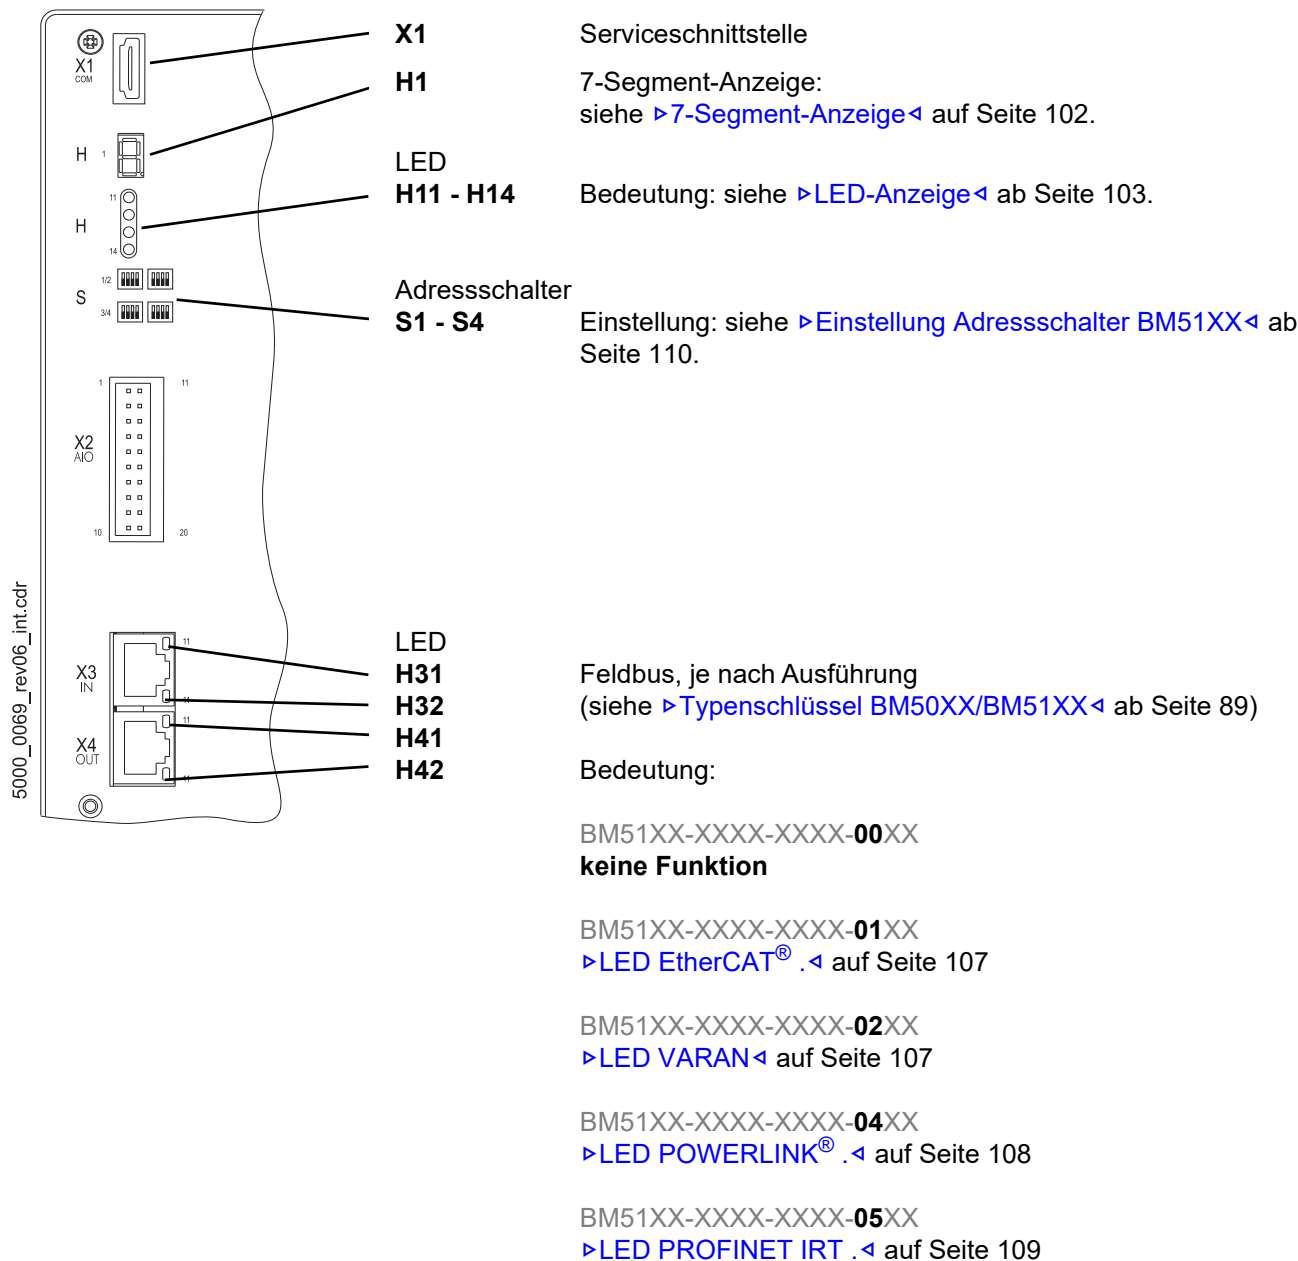 X1
COM
H 1
11
H
14
1/2
S
3/4
1 11
X2
AIO
10 20
11
X3
IN
11
11
X4
OUT
11
5000_0069_rev06_int.cdr
X1 Serviceschnittstelle
H1 7-Segment-Anzeige:
siehe ▹7-Segment-Anzeige◃ auf Seite 102.
LED
H11 - H14 Bedeutung: siehe ▹LED-Anzeige◃ ab Seite 103.
Adressschalter
S1 - S4 Einstellung: siehe ▹Einstellung Adressschalter BM51XX◃ ab
Seite 110.
LED
H31 Feldbus, je nach Ausführung
H32 (siehe ▹Typenschlüssel BM50XX/BM51XX◃ ab Seite 89)
H41
H42 Bedeutung:
BM51XX-XXXX-XXXX-00XX
keine Funktion
BM51XX-XXXX-XXXX-01XX
▹LED EtherCAT® .◃ auf Seite 107
BM51XX-XXXX-XXXX-02XX
▹LED VARAN◃ auf Seite 107
BM51XX-XXXX-XXXX-04XX
▹LED POWERLINK® .◃ auf Seite 108
BM51XX-XXXX-XXXX-05XX
▹LED PROFINET IRT .◃ auf Seite 109